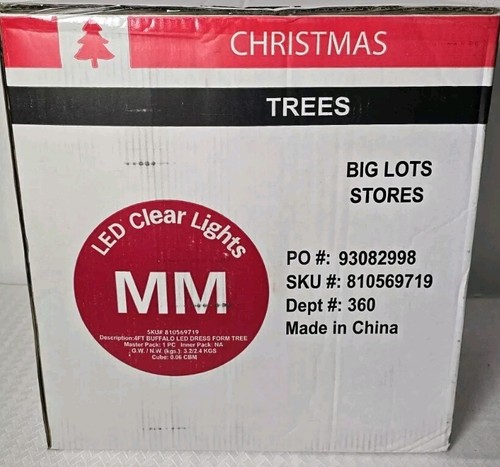 CHRISTMAS
TREES
BIG LOTS
STORES
LED Clear Lights
MM
SKU# 810569719
Description:4FT BUFFALO LED DRESS FORM TREE
Master Pack: 1 PC Inner Pack: NA
G.W. / N.W. (kgs.): 3.2/2.4 KGS
Cube: 0.06 CBM
PO #: 93082998
SKU #: 810569719
Dept #: 360
Made in China